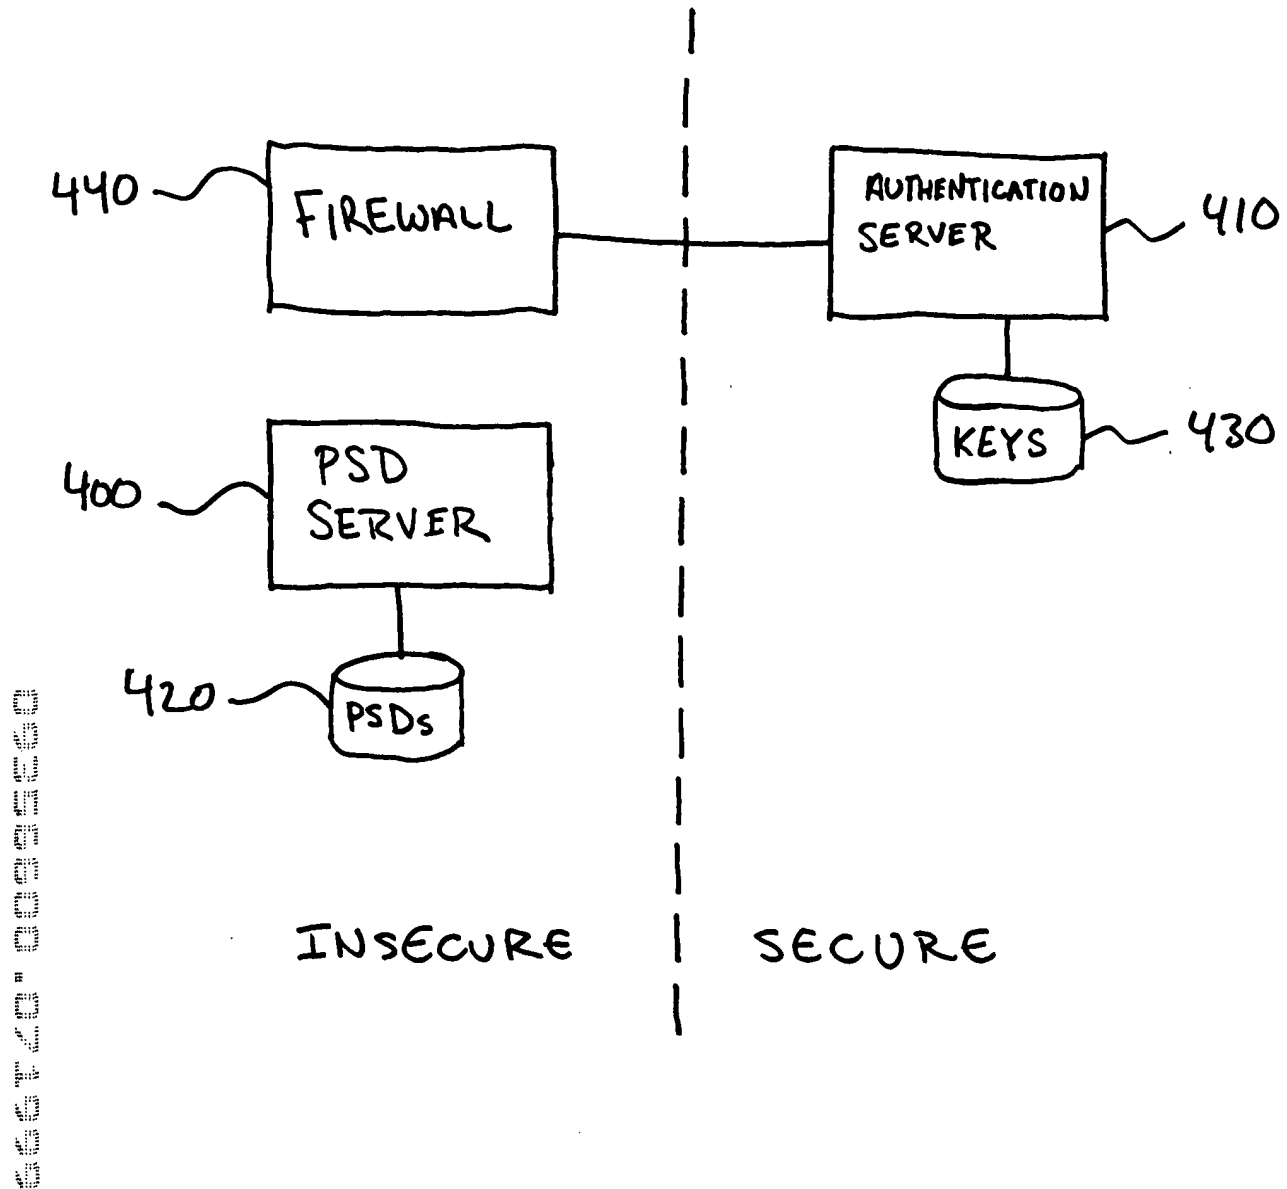 440
FIREWALL
AUTHENTICATION
SERVER
410
KEYS
430
400
PSD
SERVER
420
PSDs
INSECURE
SECURE